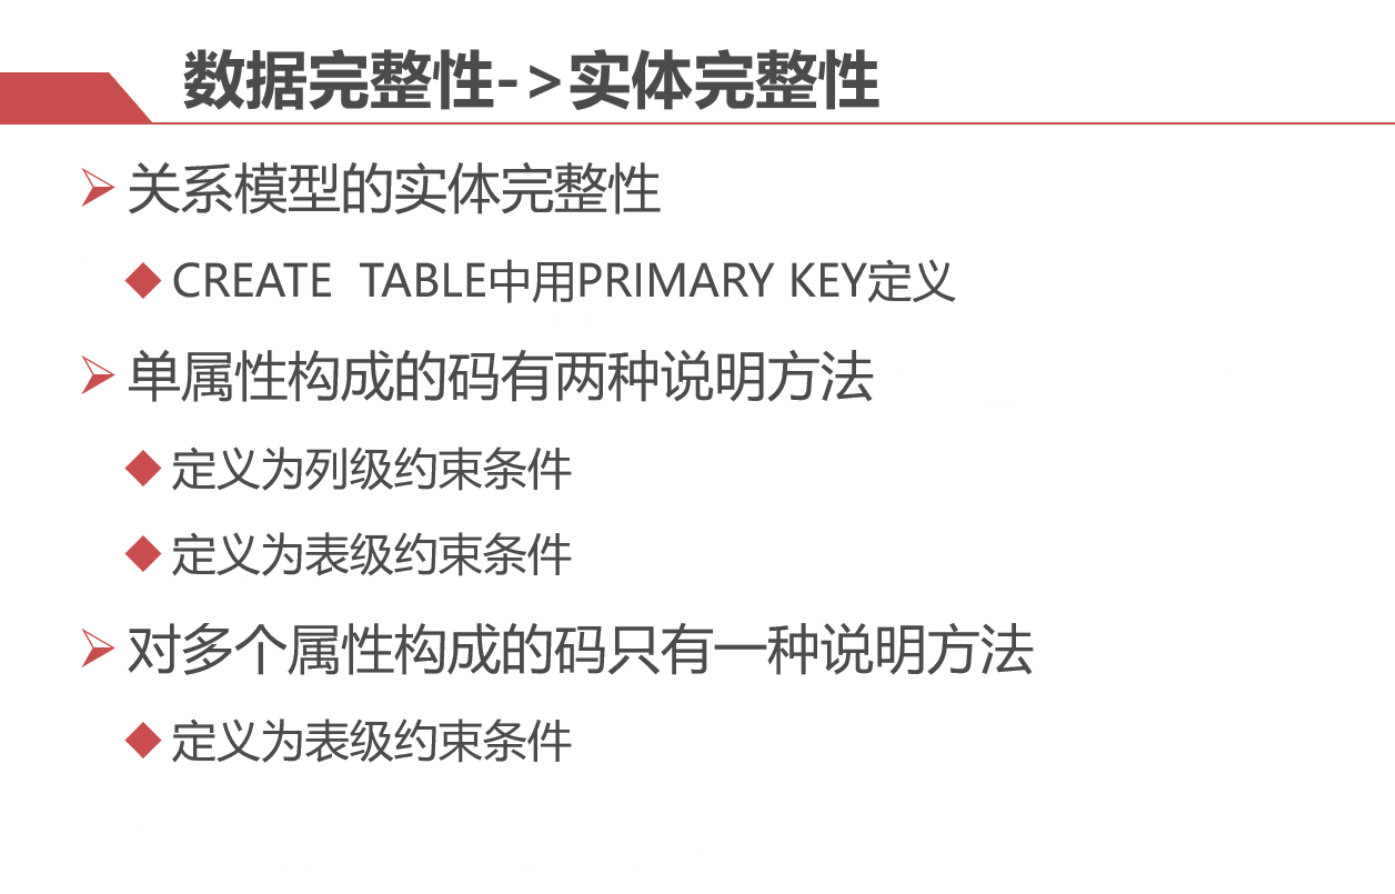 数据完整性->实体完整性
关系模型的实体完整性
CREATE  TABLE中用PRIMARY KEY定义
单属性构成的码有两种说明方法
定义为列级约束条件
定义为表级约束条件
对多个属性构成的码只有一种说明方法
定义为表级约束条件